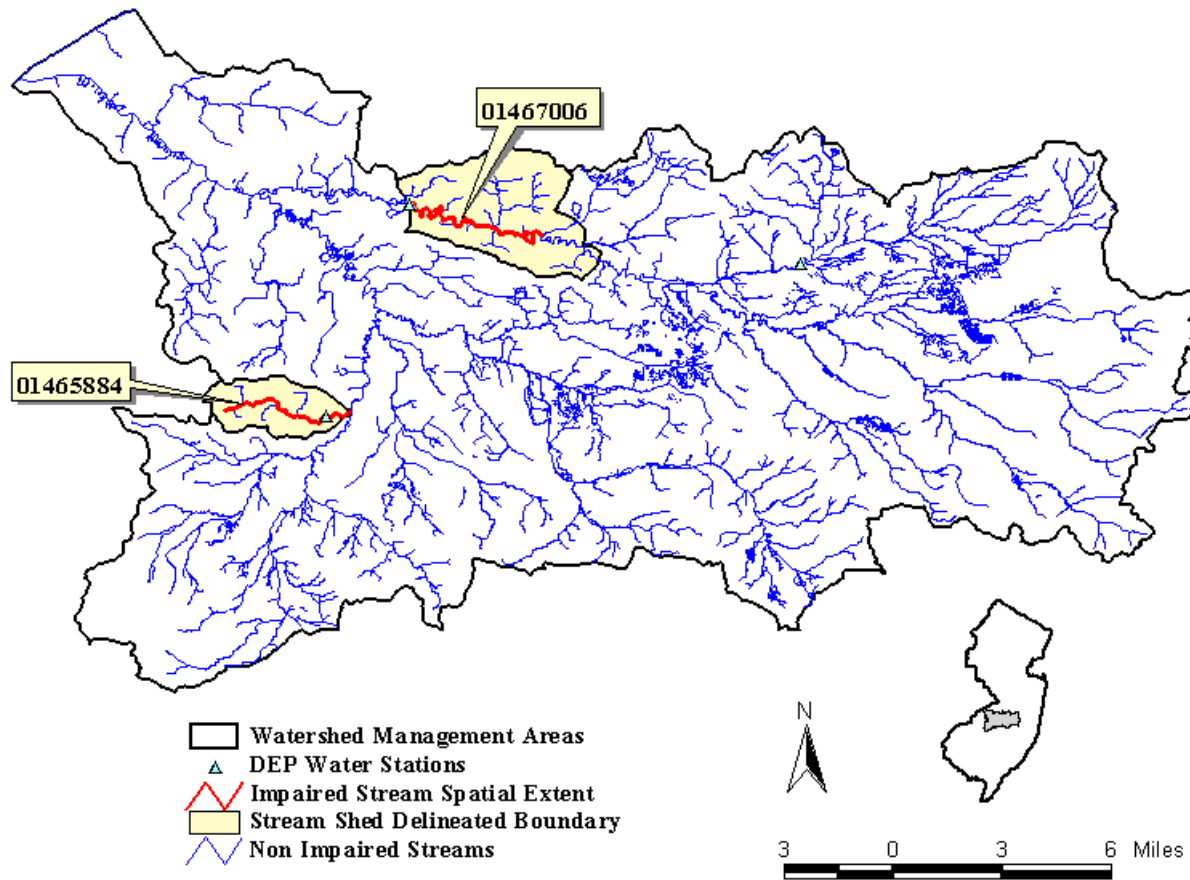 01467006
01465884
Watershed Management Areas
DEP Water Stations
Impaired Stream Spatial Extent
Stream Shed Delineated Boundary
Non Impaired Streams
N
3 0 3 6 Miles